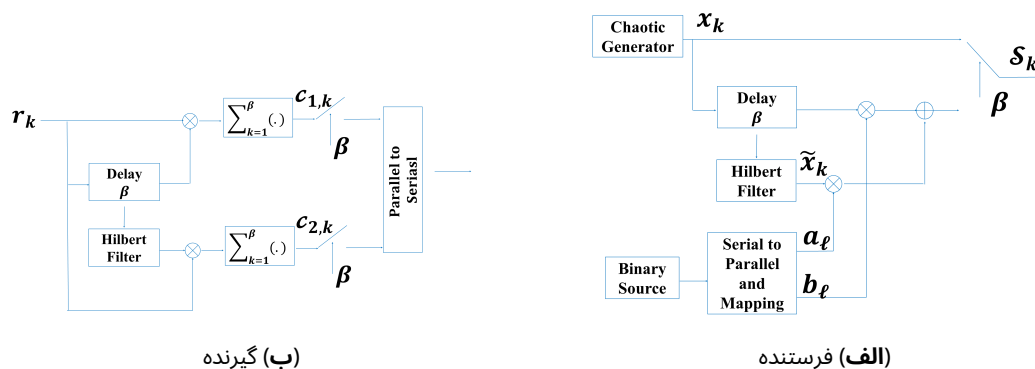 r_k
Delay
β
Hilbert
Filter
∑_{k=1}^{β}(.)
c_{1,k}
β
∑_{k=1}^{β}(.)
c_{2,k}
β
Parallel to
Seriasl
(ب) گیرنده
Chaotic
Generator
x_k
Delay
β
Hilbert
Filter
x̃_k
Binary
Source
Serial to
Parallel
and
Mapping
a_ℓ
b_ℓ
S_k
β
(الف) فرستنده